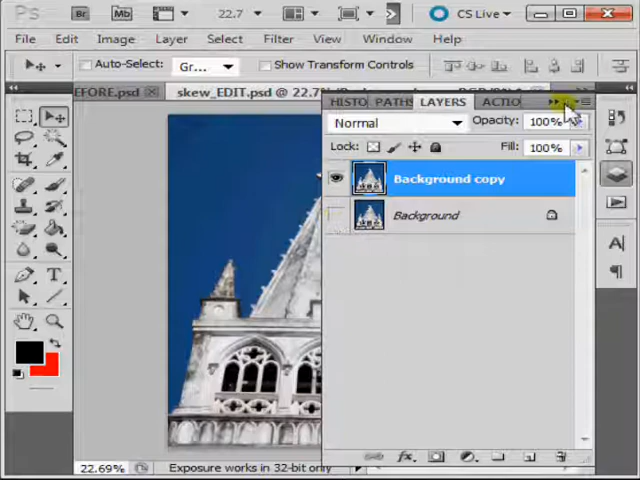 Ps Br Mb 22.7 CS Live
File Edit Image Layer Select Filter View Window Help
Auto-Select: Gr... Show Transform Controls
EFORE.psd skew_EDIT.psd @ 22.7
HISTO PATHS LAYERS ACTIO
Normal Opacity: 100%
Lock: Fill: 100%
Background copy
Background
22.69% Exposure works in 32-bit only